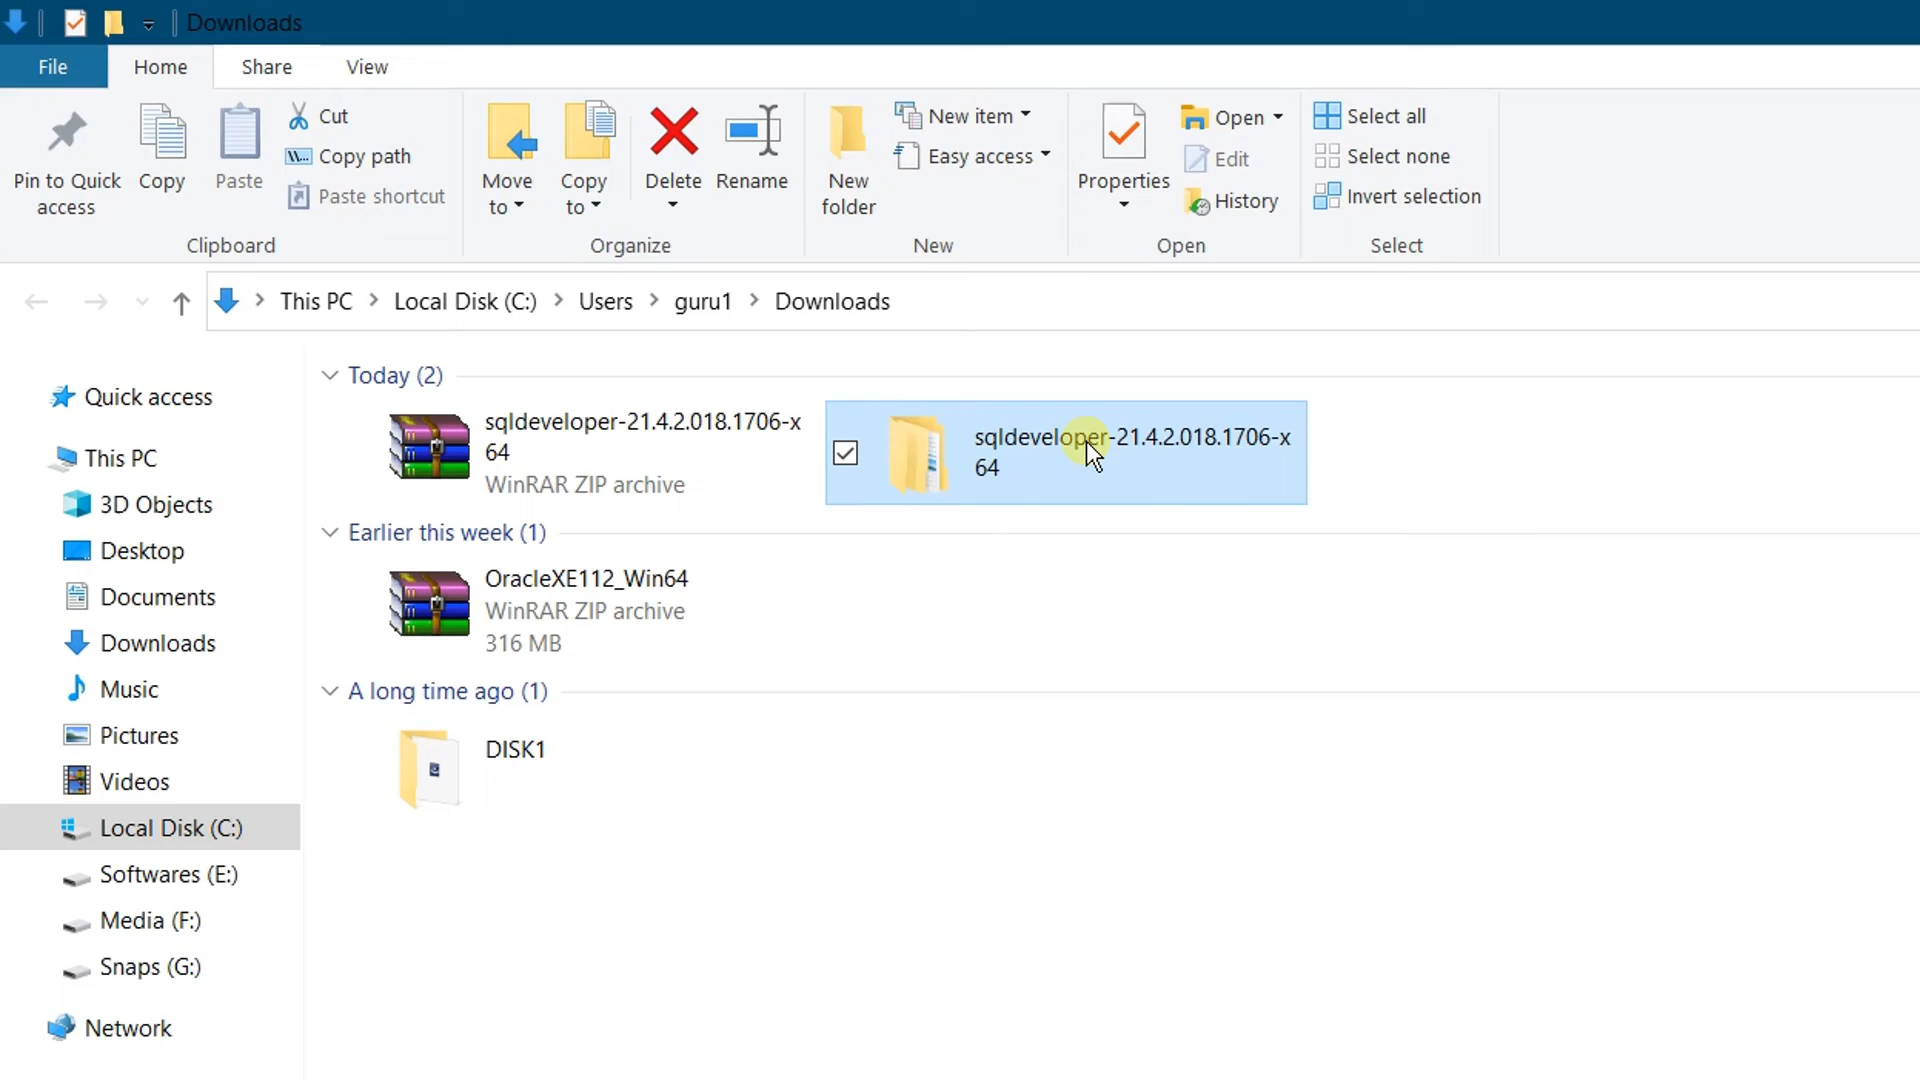 Downloads
File
Home
Share
View
Pin to Quick
access
Copy
Paste
Cut
Copy path
Paste shortcut
Clipboard
Move
to
Copy
to
Delete
Rename
Organize
New
folder
New item
Easy access
New
Properties
Open
Edit
History
Open
Select all
Select none
Invert selection
Select
This PC
Local Disk (C:)
Users
guru1
Downloads
Quick access
This PC
3D Objects
Desktop
Documents
Downloads
Music
Pictures
Videos
Local Disk (C:)
Softwares (E:)
Media (F:)
Snaps (G:)
Network
Today (2)
sqldeveloper-21.4.2.018.1706-x
64
WinRAR ZIP archive
sqldeveloper-21.4.2.018.1706-x
64
Earlier this week (1)
OracleXE112_Win64
WinRAR ZIP archive
316 MB
A long time ago (1)
DISK1